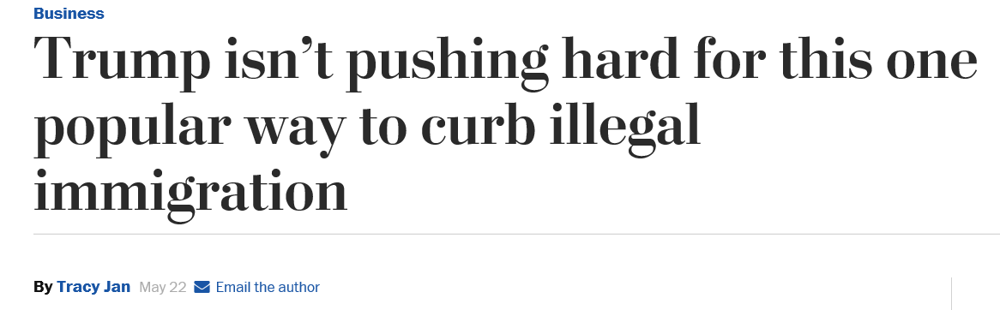 Business
Trump isn’t pushing hard for this one
popular way to curb illegal
immigration
By Tracy Jan May 22 Email the author